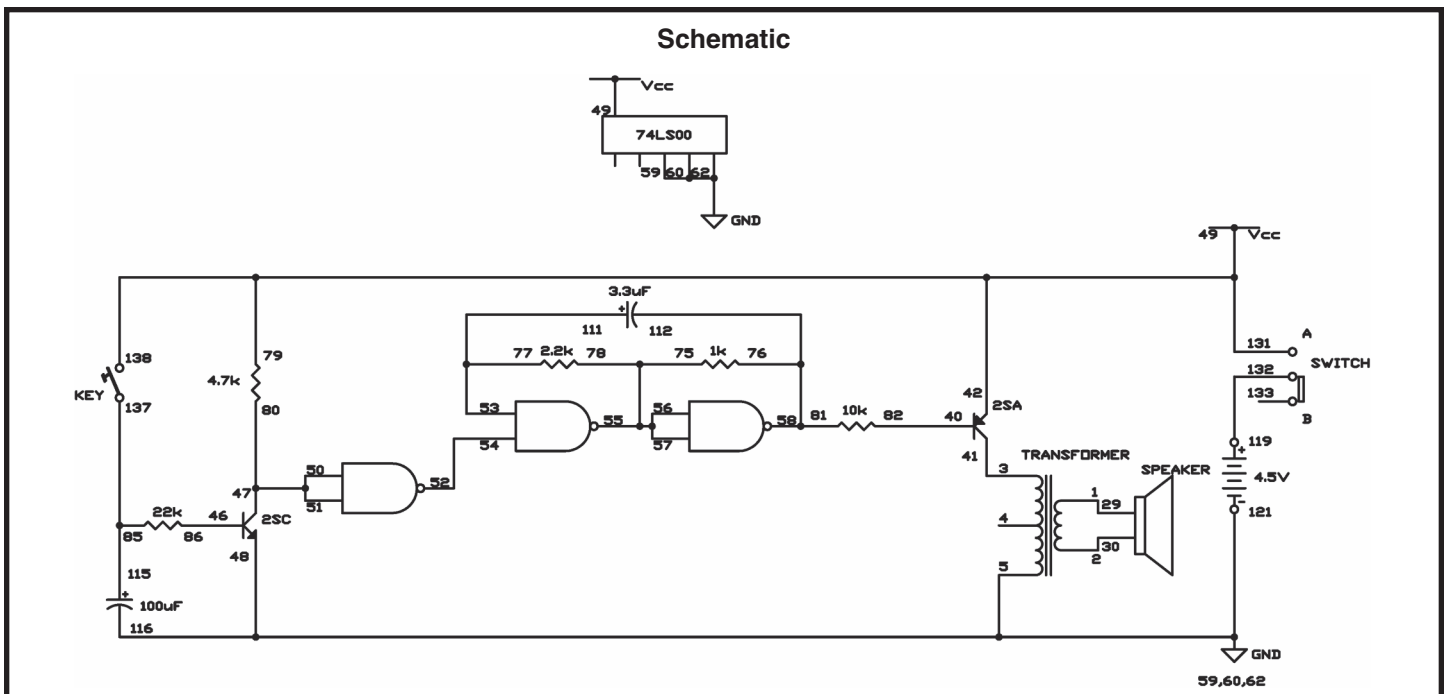 Schematic
Vcc
49
74LS00
59 60 62
GND
49 Vcc
3.3uF
+
111 112
138
79
77 2.2k 78 75 1k 76
131 A
SWITCH
4.7k
132
KEY
137
80
133
B
42
2SA
53
56
55
58 81 10k 82 40
54
57
41
119
+
TRANSFORMER SPEAKER
50
52
3
4.5V
47
51
1
29
-
22k 46 2SC
4
121
85 86
48
30
2
5
115
+
100uF
116
GND
59,60,62